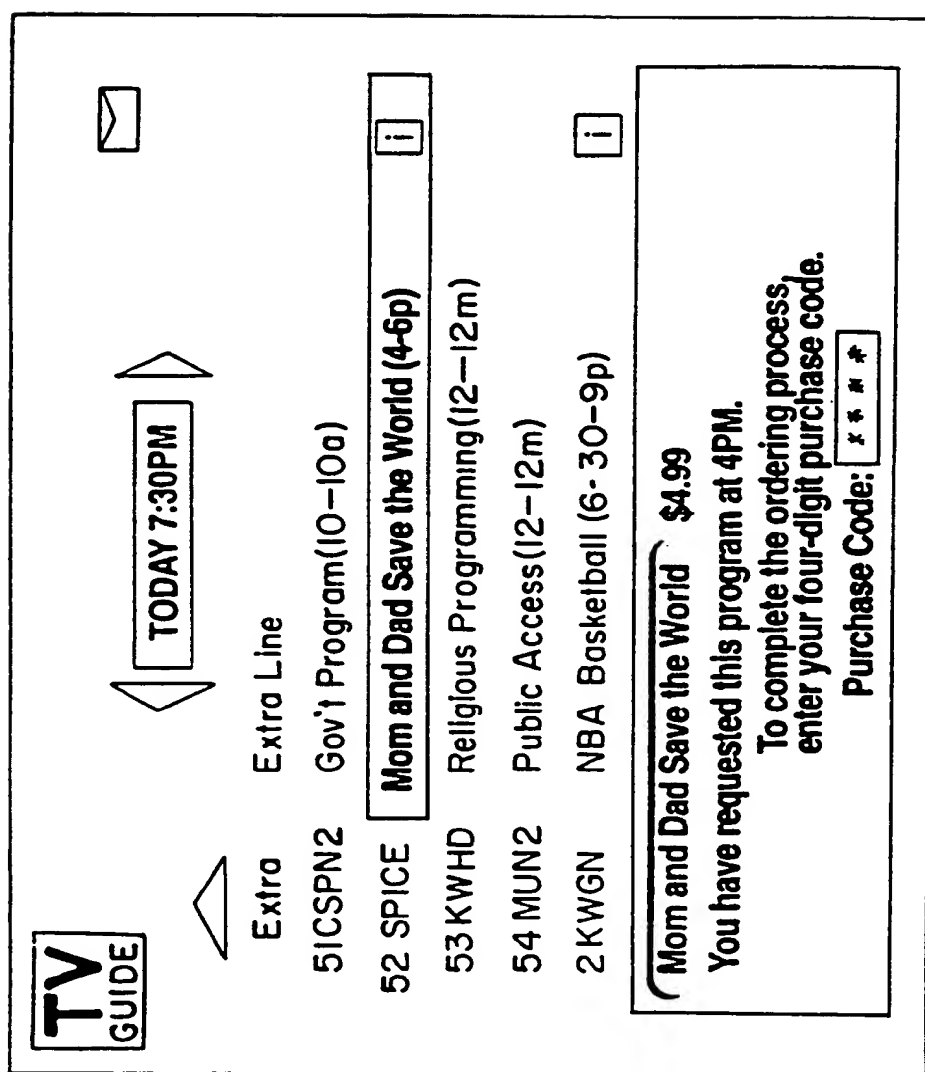 TV
GUIDE
TODAY 7:30PM
Extra Extra Line
51CSPN2 Gov't Program(10-10a)
52 SPICE Mom and Dad Save the World (4-6p) i
53 KWHD Religious Programming(12-12m)
54 MUN2 Public Access(12-12m)
2 KWGN NBA Basketball (6-30-9p) i
Mom and Dad Save the World $4.99
You have requested this program at 4PM.
To complete the ordering process,
enter your four-digit purchase code.
Purchase Code: ****